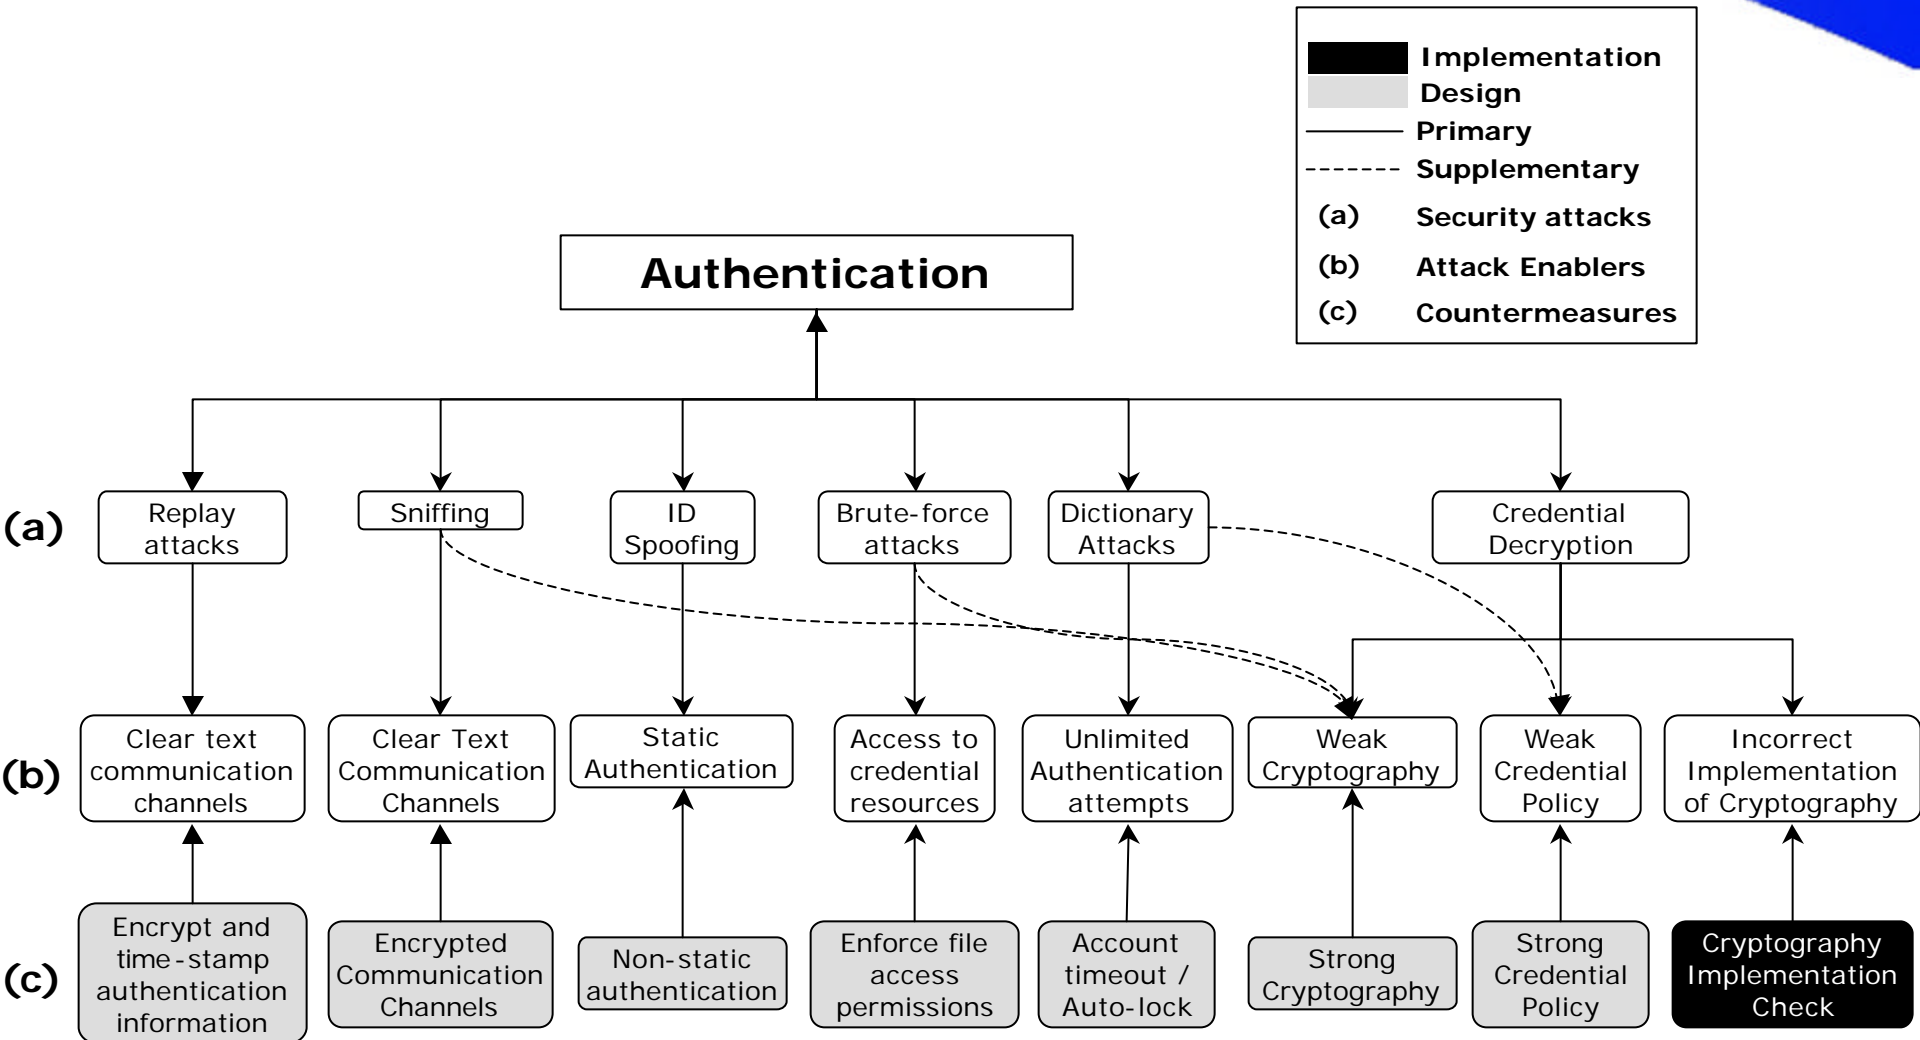 Implementation
Design
Primary
Supplementary
(a) Security attacks
(b) Attack Enablers
(c) Countermeasures
Authentication
(a)
Replay
attacks
Sniffing
ID
Spoofing
Brute-force
attacks
Dictionary
Attacks
Credential
Decryption
(b)
Clear text
communication
channels
Clear Text
Communication
Channels
Static
Authentication
Access to
credential
resources
Unlimited
Authentication
attempts
Weak
Cryptography
Weak
Credential
Policy
Incorrect
Implementation
of Cryptography
(c)
Encrypt and
time-stamp
authentication
information
Encrypted
Communication
Channels
Non-static
authentication
Enforce file
access
permissions
Account
timeout /
Auto-lock
Strong
Cryptography
Strong
Credential
Policy
Cryptography
Implementation
Check